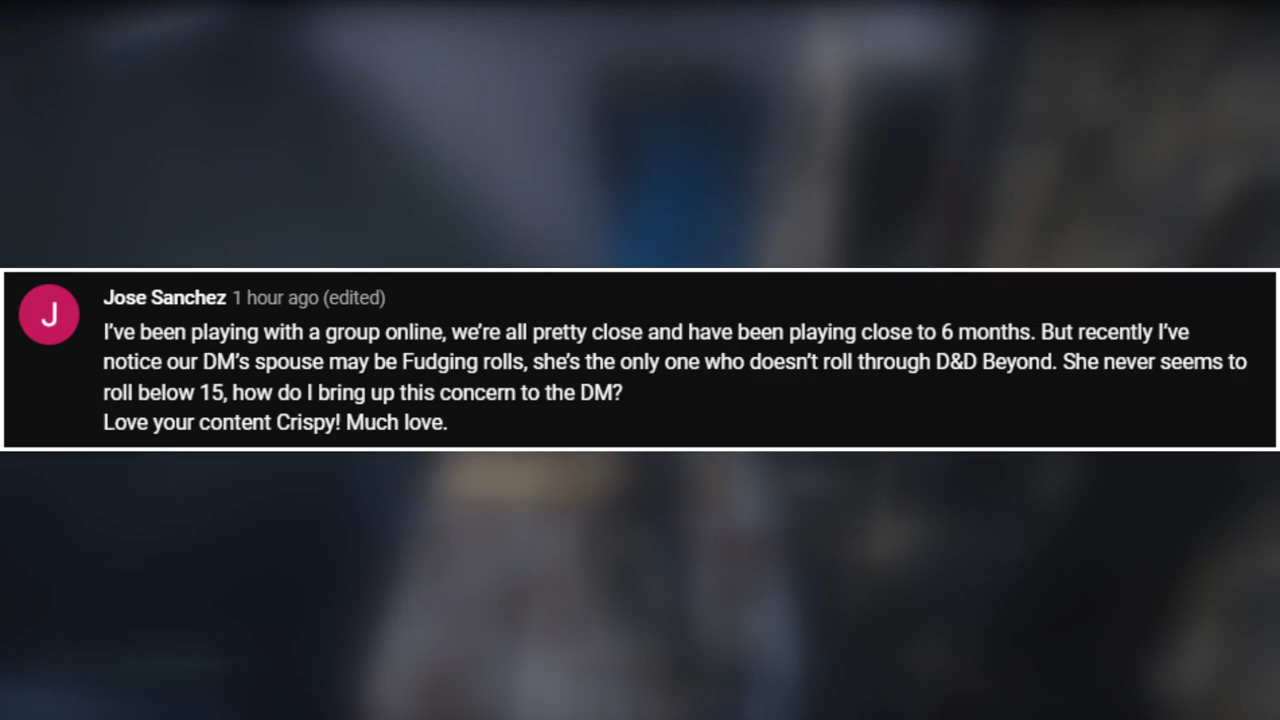 J
Jose Sanchez 1 hour ago (edited)
I've been playing with a group online, we're all pretty close and have been playing close to 6 months. But recently I've
notice our DM's spouse may be Fudging rolls, she's the only one who doesn't roll through D&D Beyond. She never seems to
roll below 15, how do I bring up this concern to the DM?
Love your content Crispy! Much love.